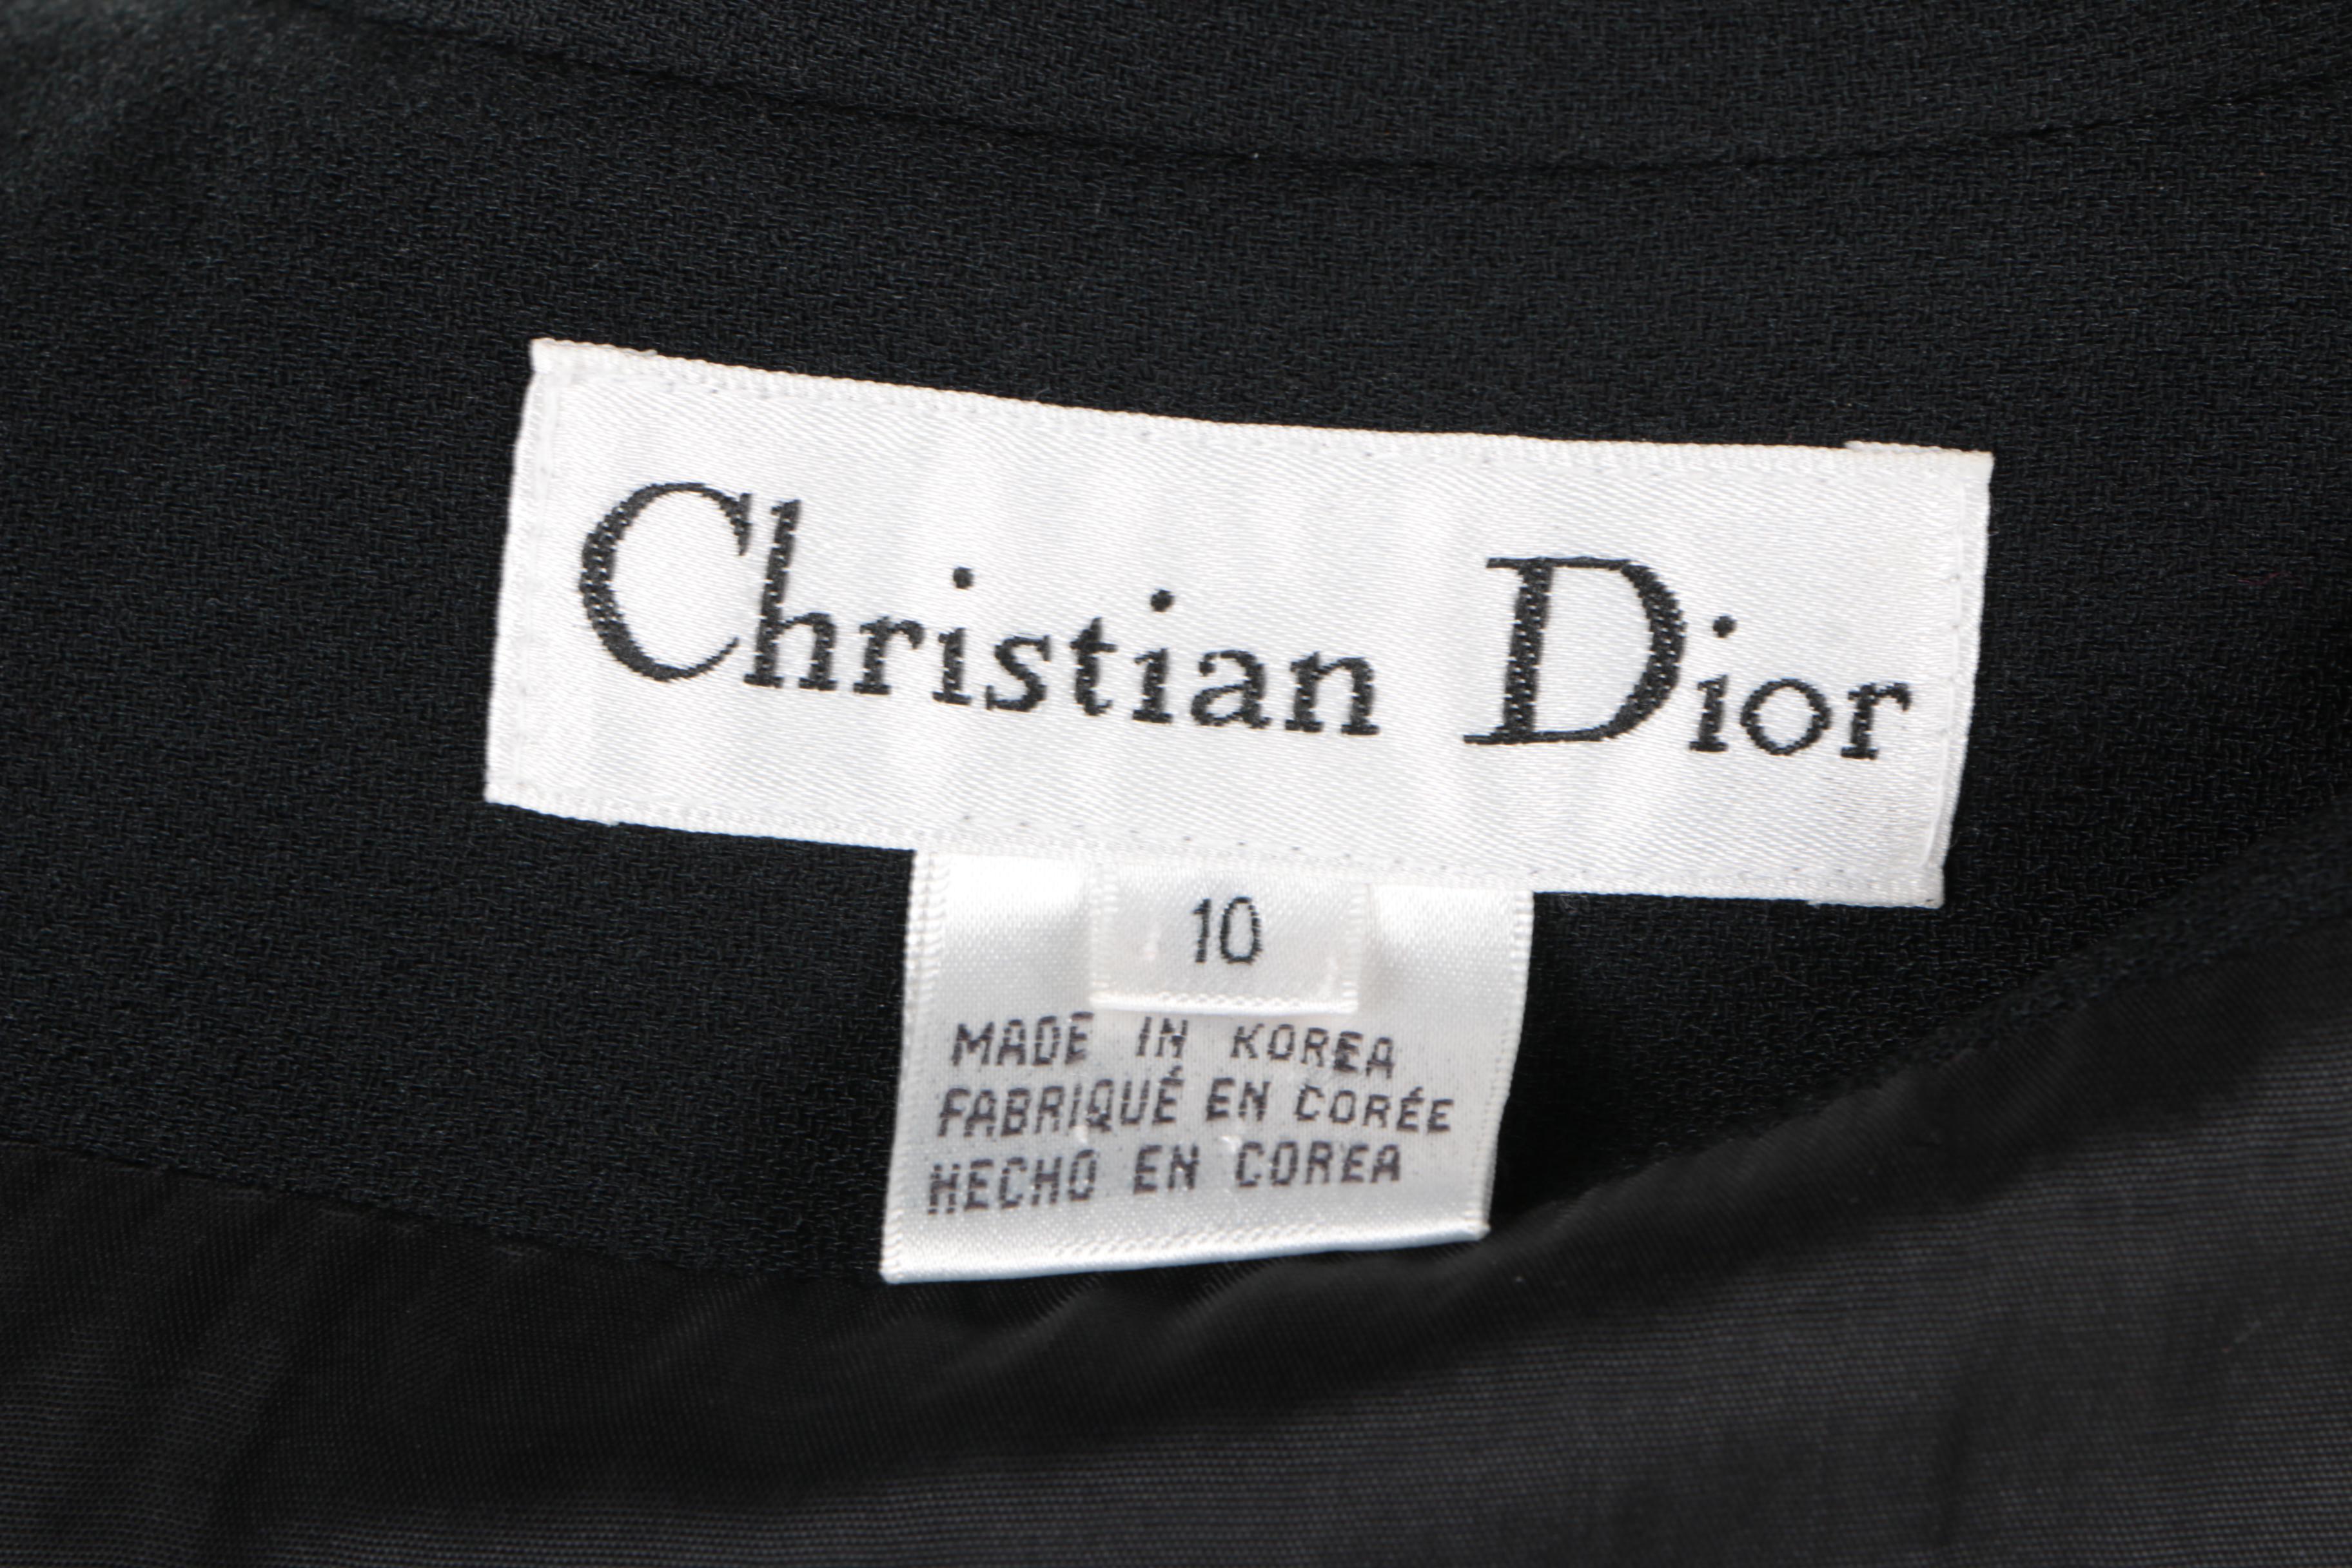 Christian Dior
10
MADE IN KOREA
FABRIQUÉ EN CORÉE
HECHO EN COREA